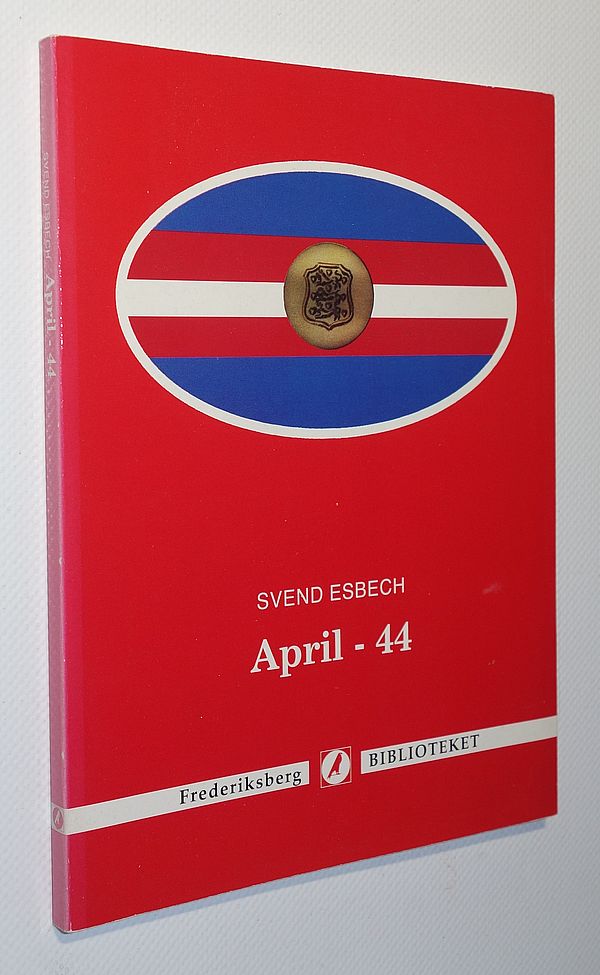 SVEND ESBECH
April - 44
Frederiksberg BIBLIOTEKET
SVEND ESBECH April - 44